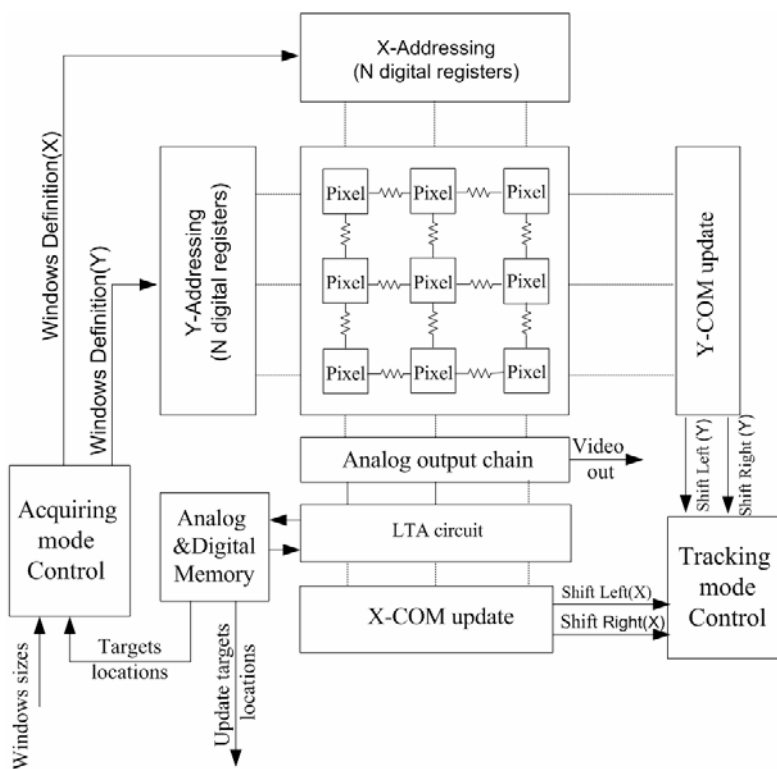 X-Addressing
(N digital registers)
Windows Definition(X)
Windows Definition(Y)
Y-Addressing
(N digital registers)
Pixel Pixel Pixel
Pixel Pixel Pixel
Pixel Pixel Pixel
Y-COM update
Shift Left (Y)
Shift Right (Y)
Analog output chain
Video
out
Acquiring
mode
Control
Analog
&Digital
Memory
LTA circuit
Tracking
mode
Control
X-COM update
Shift Left(X)
Shift Right(X)
Targets
locations
Windows sizes
Update targets
locations